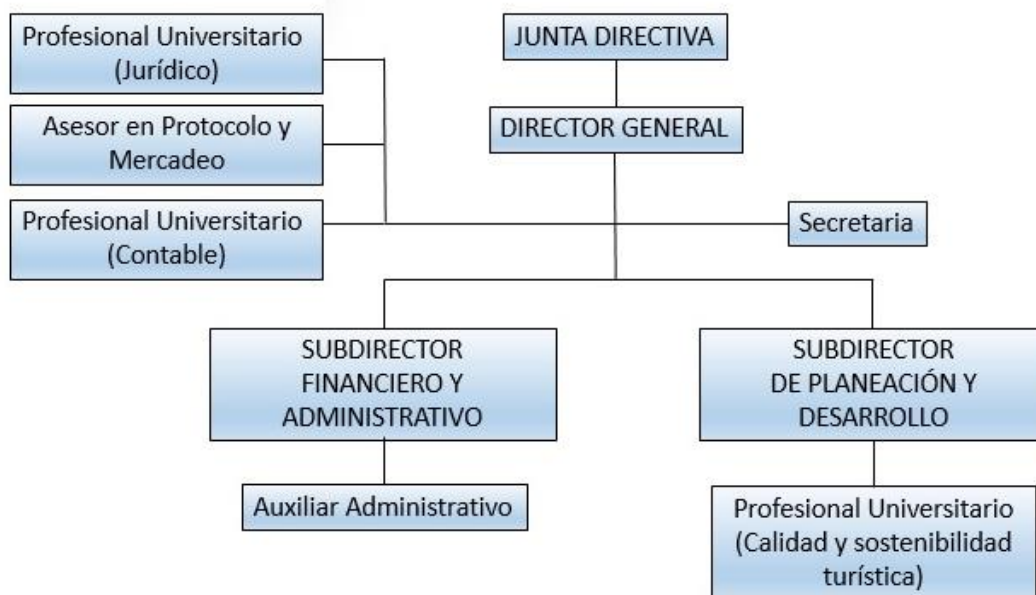 Profesional Universitario
(Jurídico)
JUNTA DIRECTIVA
Asesor en Protocolo y
Mercadeo
DIRECTOR GENERAL
Profesional Universitario
(Contable)
Secretaria
SUBDIRECTOR
FINANCIERO Y
ADMINISTRATIVO
SUBDIRECTOR
DE PLANEACIÓN Y
DESARROLLO
Auxiliar Administrativo
Profesional Universitario
(Calidad y sostenibilidad
turística)